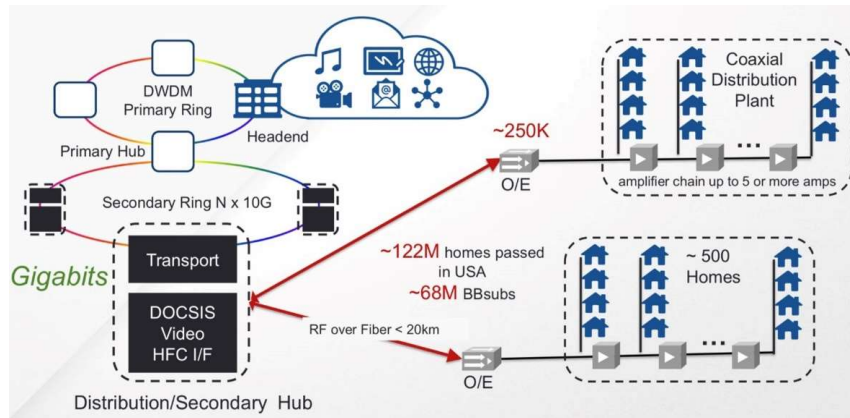 DWDM
Primary Ring
Headend
Primary Hub
Secondary Ring N x 10G
Gigabits
Transport
DOCSIS
Video
HFC I/F
Distribution/Secondary Hub
~250K
O/E
Coaxial
Distribution
Plant
...
amplifier chain up to 5 or more amps
~122M homes passed
in USA
~68M BBsubs
RF over Fiber < 20km
O/E
~ 500
Homes
...